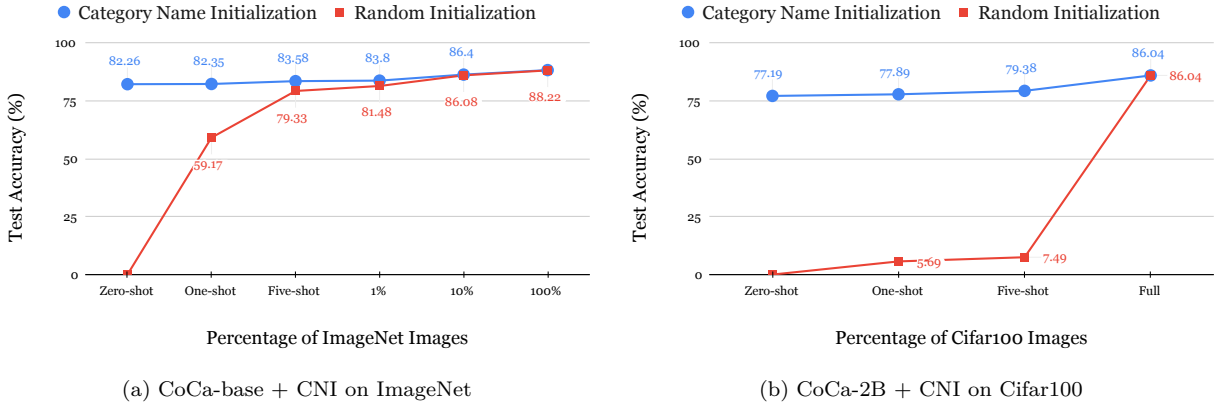 Category Name Initialization
Random Initialization
100
75
50
25
0
Test Accuracy (%)
82.26
82.35
83.58
83.8
86.4
59.17
79.33
81.48
86.08
88.22
Zero-shot
One-shot
Five-shot
1%
10%
100%
Percentage of ImageNet Images
(a) CoCa-base + CNI on ImageNet
Category Name Initialization
Random Initialization
100
75
50
25
0
Test Accuracy (%)
77.19
77.89
79.38
86.04
86.04
5.69
7.49
Zero-shot
One-shot
Five-shot
Full
Percentage of Cifar100 Images
(b) CoCa-2B + CNI on Cifar100